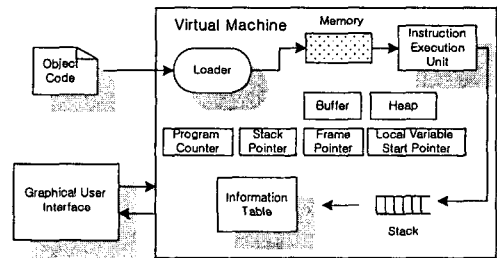 Virtual Machine
Memory
Instruction
Execution
Unit
Object
Code
Loader
Buffer
Heap
Program
Counter
Stack
Pointer
Frame
Pointer
Local Variable
Start Pointer
Graphical User
Interface
Information
Table
Stack